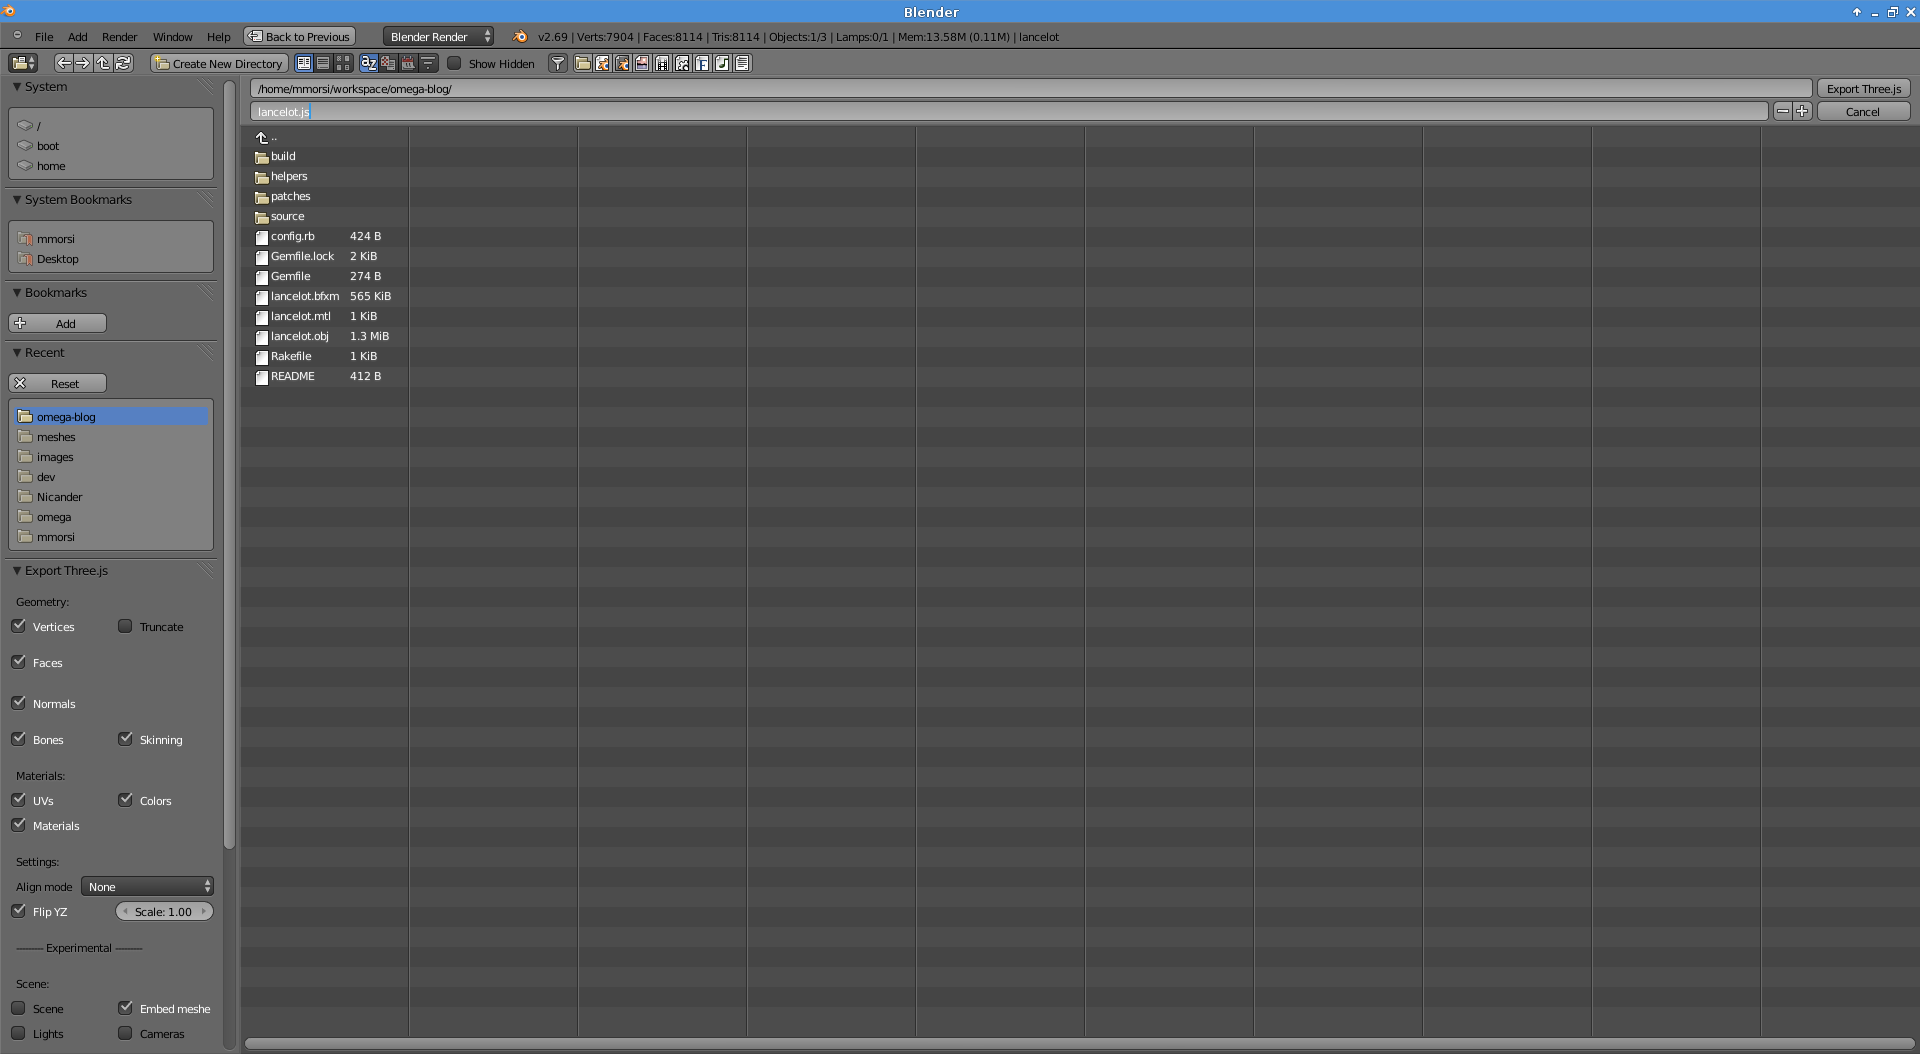 Blender
File Add Render Window Help Back to Previous Blender Render v2.69 | Verts:7904 | Faces:8114 | Tris:8114 | Objects:1/3 | Lamps:0/1 | Mem:13.58M (0.11M) | lancelot
Create New Directory Show Hidden
System
/
boot
home
System Bookmarks
mmorsi
Desktop
Bookmarks
Add
Recent
Reset
omega-blog
meshes
images
dev
Nicander
omega
mmorsi
Export Three.js
Geometry:
Vertices Truncate
Faces
Normals
Bones Skinning
Materials:
UVs Colors
Materials
Settings:
Align mode None
Flip YZ Scale: 1.00
Experimental
Scene:
Scene Embed meshe
Lights Cameras
/home/mmorsi/workspace/omega-blog/ Export Three.js
lancelot.js Cancel
..
build
helpers
patches
source
config.rb 424 B
Gemfile.lock 2 KiB
Gemfile 274 B
lancelot.bfxm 565 KiB
lancelot.mtl 1 KiB
lancelot.obj 1.3 MiB
Rakefile 1 KiB
README 412 B